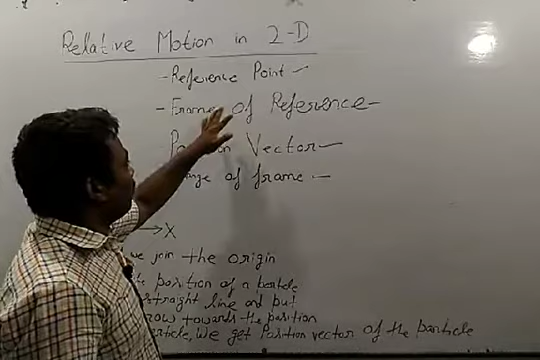 Relative Motion in 2-D
- Reference Point -
- Frame of Reference -
Vector -
of frame -
X
we join the origin
position of a particle
straight line and put
towards the position
particle, We get Position vector of the particle